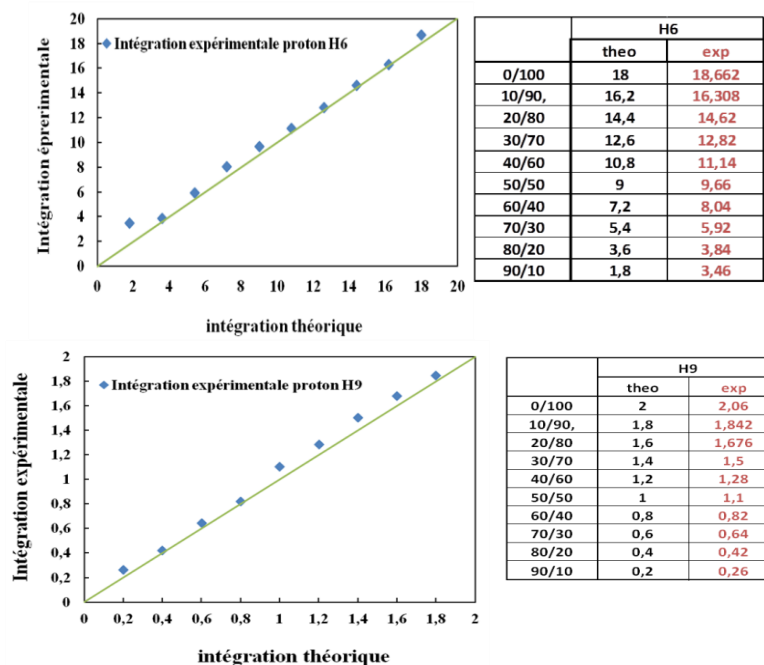 20
18
16
14
12
10
8
6
4
2
0
Intégration éprerimentale
Intégration expérimentale proton H6
0 2 4 6 8 10 12 14 16 18 20
intégration théorique
H6
theo exp
0/100 18 18,662
10/90, 16,2 16,308
20/80 14,4 14,62
30/70 12,6 12,82
40/60 10,8 11,14
50/50 9 9,66
60/40 7,2 8,04
70/30 5,4 5,92
80/20 3,6 3,84
90/10 1,8 3,46
2
1,8
1,6
1,4
1,2
1
0,8
0,6
0,4
0,2
0
Intégration expérimentale
Intégration expérimentale proton H9
0 0,2 0,4 0,6 0,8 1 1,2 1,4 1,6 1,8 2
intégration théorique
H9
theo exp
0/100 2 2,06
10/90, 1,8 1,842
20/80 1,6 1,676
30/70 1,4 1,5
40/60 1,2 1,28
50/50 1 1,1
60/40 0,8 0,82
70/30 0,6 0,64
80/20 0,4 0,42
90/10 0,2 0,26